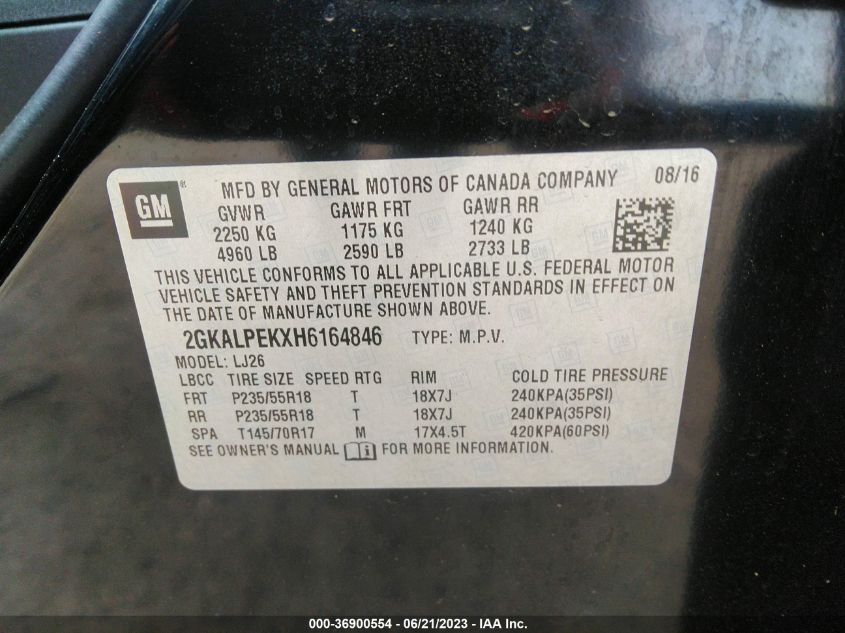 GM ® MFD BY GENERAL MOTORS OF CANADA COMPANY 08/16
GVWR GAWR FRT GAWR RR
2250 KG 1175 KG 1240 KG
4960 LB 2590 LB 2733 LB
THIS VEHICLE CONFORMS TO ALL APPLICABLE U.S. FEDERAL MOTOR
VEHICLE SAFETY AND THEFT PREVENTION STANDARDS IN EFFECT ON
THE DATE OF MANUFACTURE SHOWN ABOVE.
2GKALPEKXH6164846 TYPE: M.P.V.
MODEL: LJ26
LBCC TIRE SIZE SPEED RTG RIM COLD TIRE PRESSURE
FRT P235/55R18 T 18X7J 240KPA(35PSI)
RR P235/55R18 T 18X7J 240KPA(35PSI)
SPA T145/70R17 M 17X4.5T 420KPA(60PSI)
SEE OWNER'S MANUAL i FOR MORE INFORMATION.
000-36900554 - 06/21/2023 - IAA Inc.